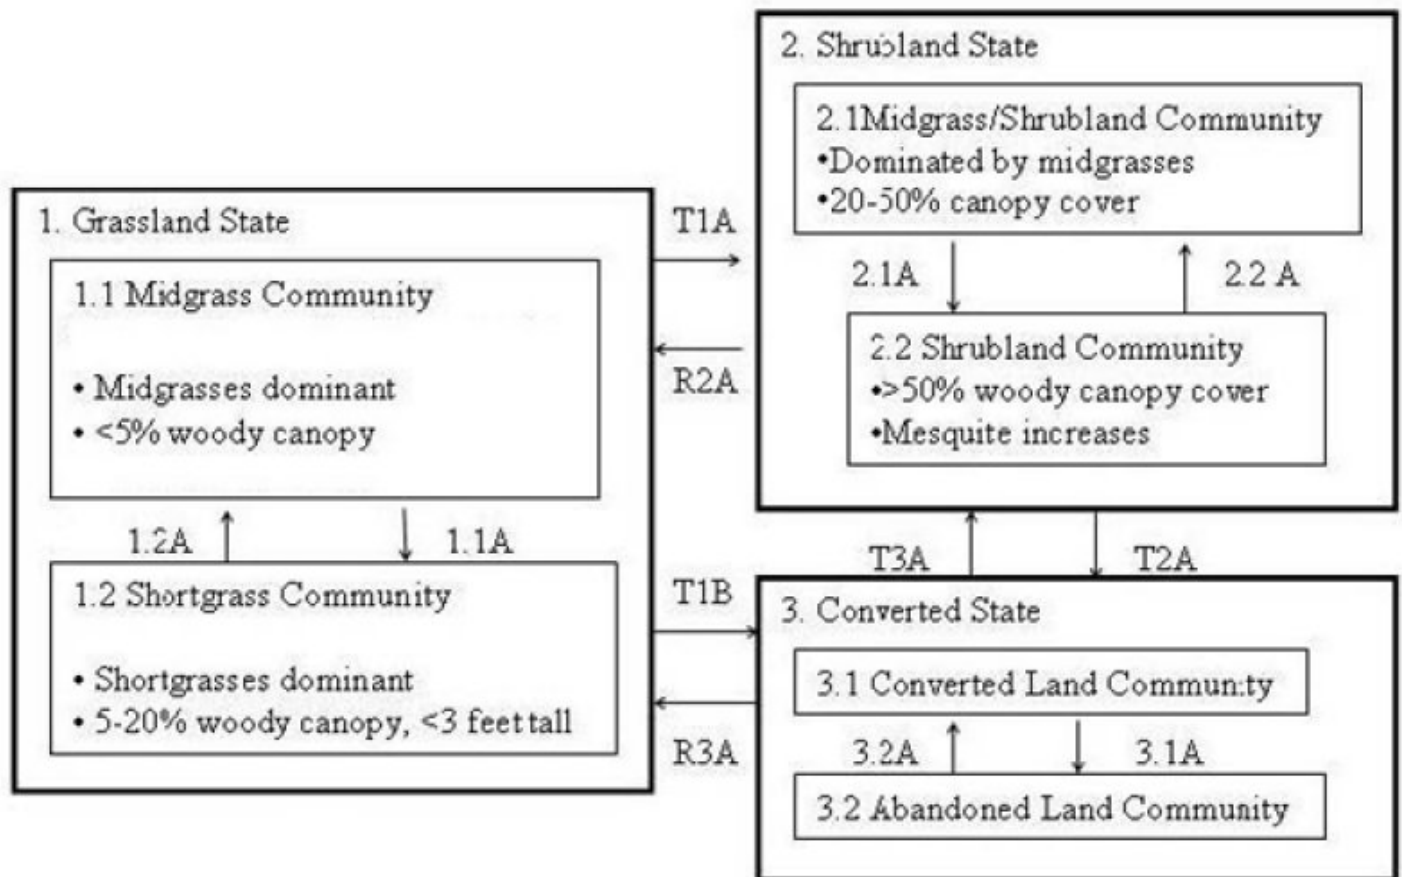 1. Grassland State
1.1 Midgrass Community
• Midgrasses dominant
• <5% woody canopy
1.2A
1.1A
1.2 Shortgrass Community
• Shortgrasses dominant
• 5-20% woody canopy, <3 feet tall
T1A
R2A
T1B
R3A
2. Shrubland State
2.1Midgrass/Shrubland Community
•Dominated by midgrasses
•20-50% canopy cover
2.1A
2.2 A
2.2 Shrubland Community
•>50% woody canopy cover
•Mesquite increases
T3A
T2A
3. Converted State
3.1 Converted Land Community
3.2A
3.1A
3.2 Abandoned Land Community